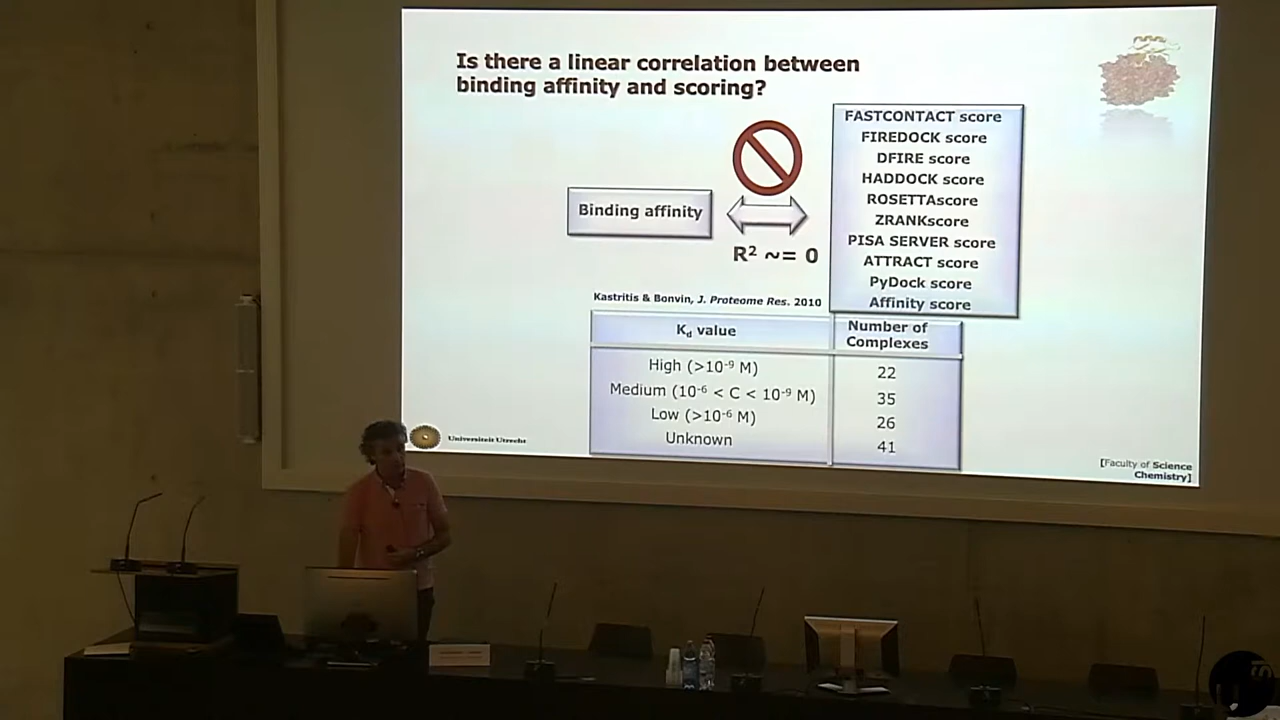 Is there a linear correlation between
binding affinity and scoring?
FASTCONTACT score
FIREDOCK score
DFIRE score
HADDOCK score
ROSETTAscore
ZRANKscore
PISA SERVER score
ATTRACT score
PyDock score
Affinity score
Binding affinity
R² ~= 0
Kastritis & Bonvin, J. Proteome Res. 2010
Kd value
Number of
Complexes
High (>10⁻⁹ M)
22
Medium (10⁻⁶ < C < 10⁻⁹ M)
35
Low (>10⁻⁶ M)
26
Unknown
41
Universiteit Utrecht
[Faculty of Science
Chemistry]